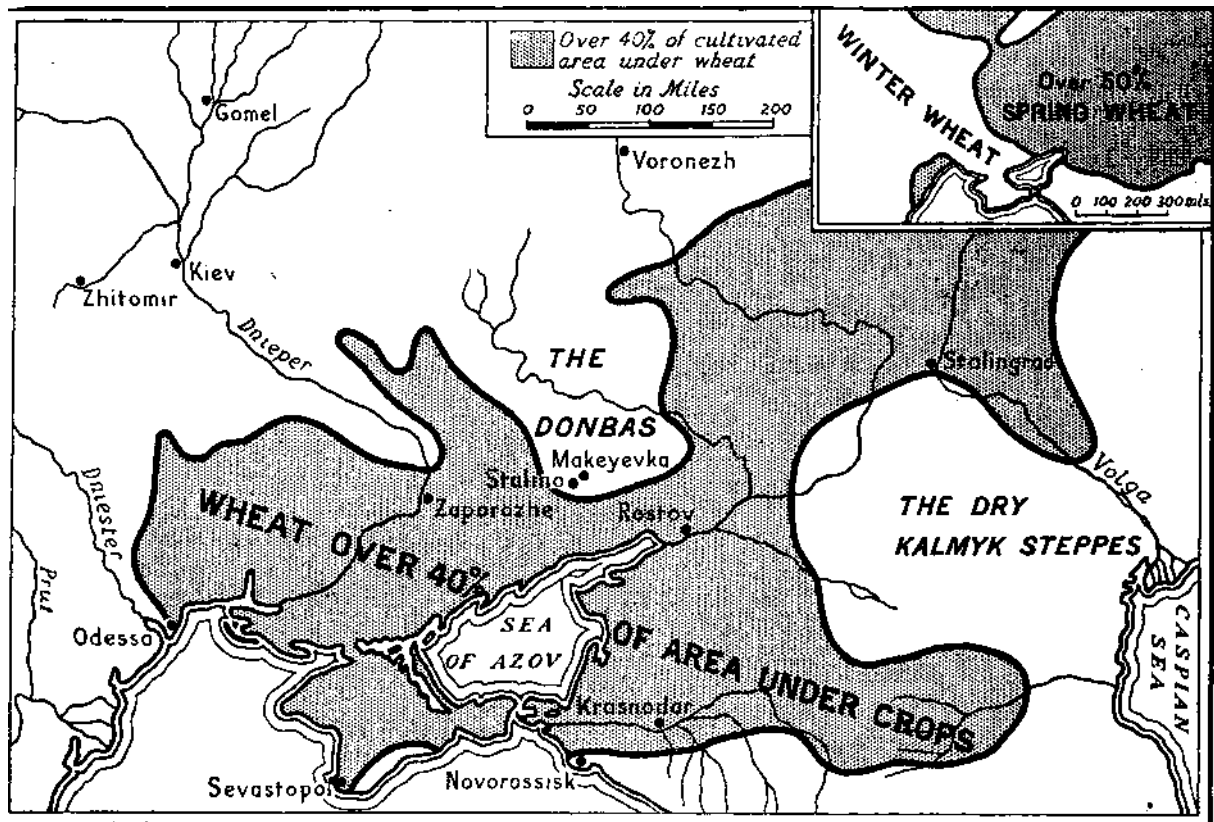 Over 40% of cultivated
area under wheat
Scale in Miles
0 50 100 150 200
WINTER WHEAT
Over 50%
SPRING WHEAT
0 100 200 300 mls.
Gomel
Voronezh
Kiev
Zhitomir
Dnieper
THE
DONBAS
Makeyevka
Stalino
Stalingrad
Volga
Dniester
Prut
Zaporozhe
Rostov
THE DRY
KALMYK STEPPES
WHEAT OVER 40%
OF AREA UNDER CROPS
Odessa
SEA
OF AZOV
CASPIAN
SEA
Krasnodar
Sevastopol
Novorossisk